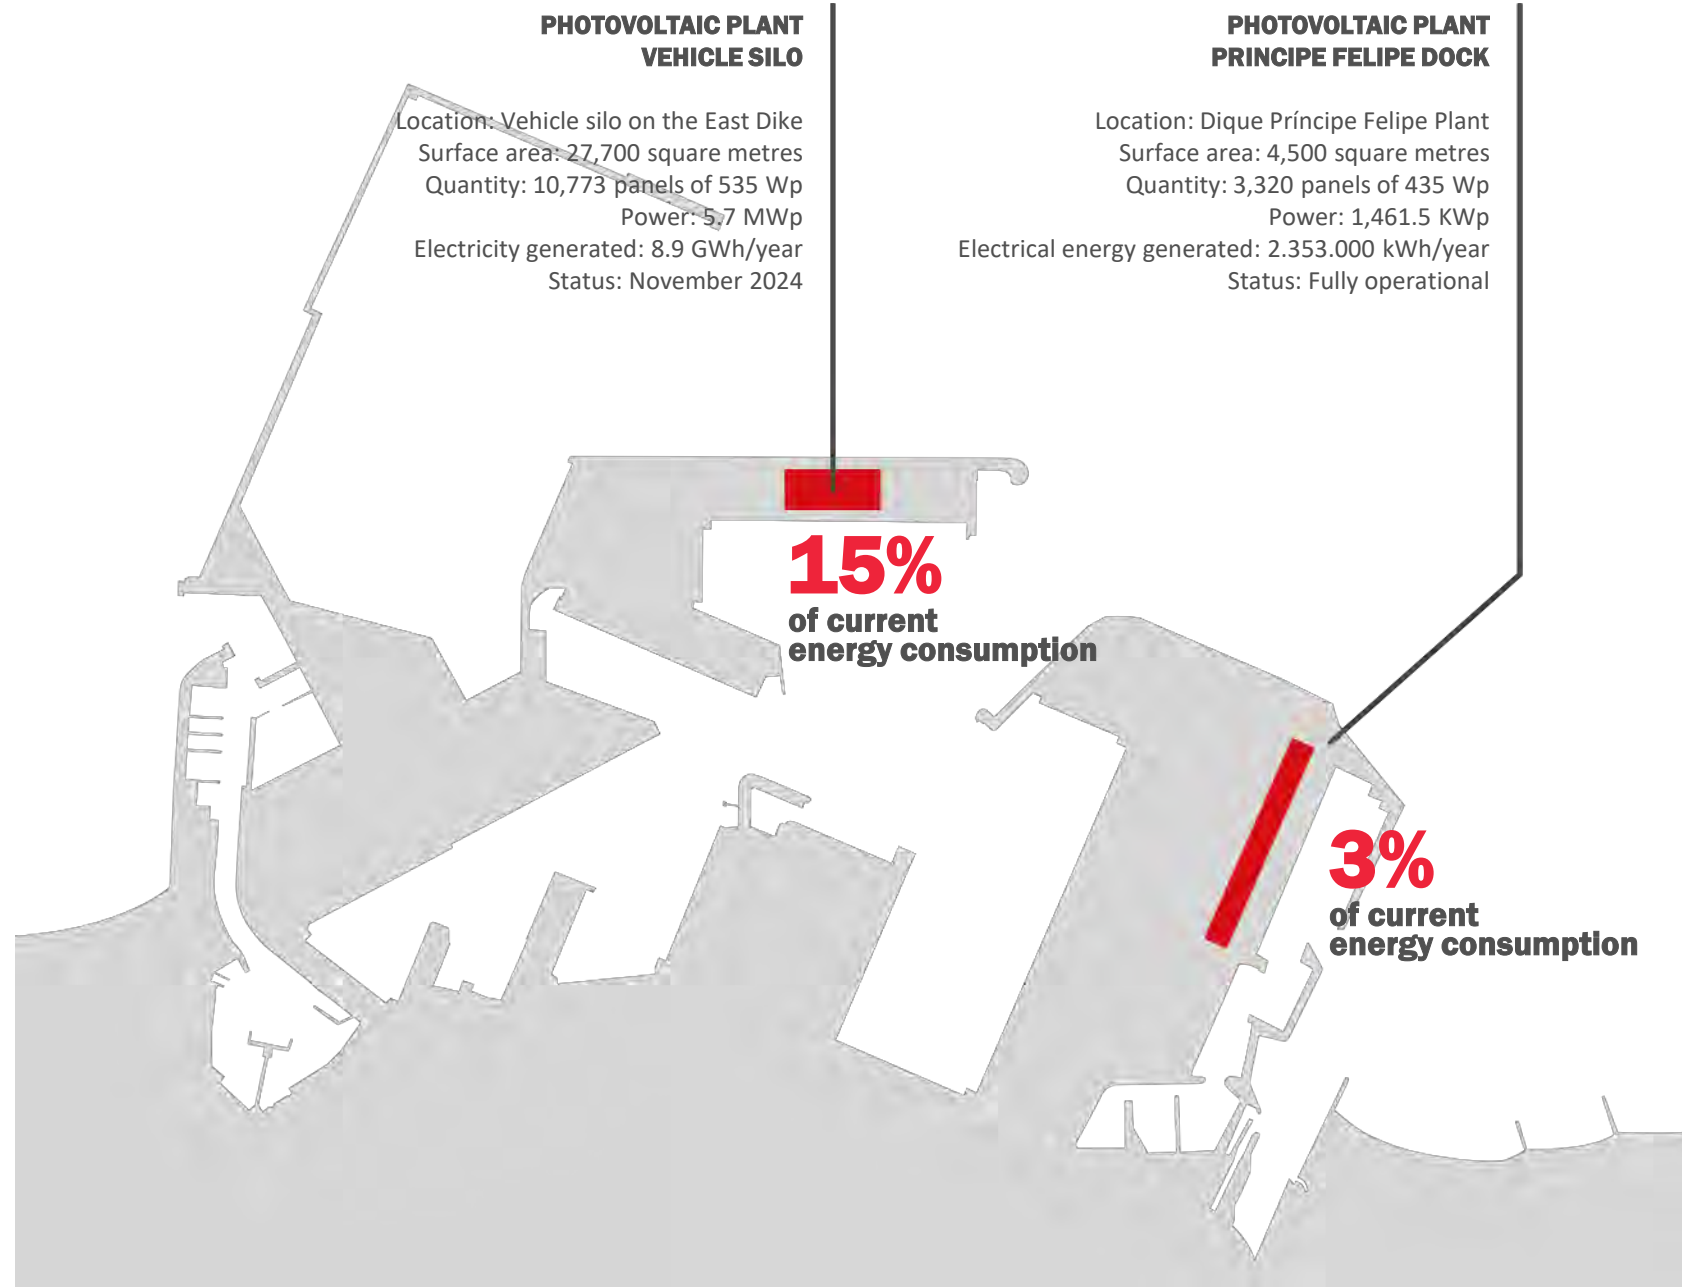 PHOTOVOLTAIC PLANT
VEHICLE SILO
Location: Vehicle silo on the East Dike
Surface area: 27,700 square metres
Quantity: 10,773 panels of 535 Wp
Power: 5.7 MWp
Electricity generated: 8.9 GWh/year
Status: November 2024
PHOTOVOLTAIC PLANT
PRINCIPE FELIPE DOCK
Location: Dique Príncipe Felipe Plant
Surface area: 4,500 square metres
Quantity: 3,320 panels of 435 Wp
Power: 1,461.5 KWp
Electrical energy generated: 2.353.000 kWh/year
Status: Fully operational
15%
of current
energy consumption
3%
of current
energy consumption